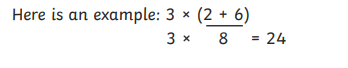 Here is an example: 3 × (2 + 6)
3 × 8 = 24